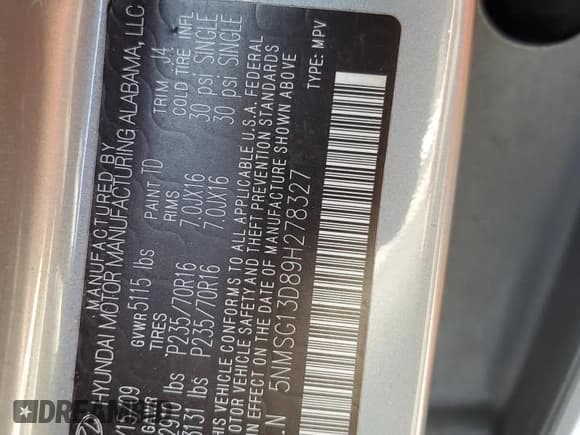 MANUFACTURED BY
HYUNDAI MOTOR MANUFACTURING ALABAMA, LLC
GVWR 5115 lbs PAINT TD TRIM J4
GAWR TIRES RIMS COLD TIRE INFL
lbs P235/70R16 7.0JX16 30 psi SINGLE
3131 lbs P235/70R16 7.0JX16 30 psi SINGLE
THIS VEHICLE CONFORMS TO ALL APPLICABLE U.S.A. FEDERAL
MOTOR VEHICLE SAFETY AND THEFT PREVENTION STANDARDS
IN EFFECT ON THE DATE OF MANUFACTURE SHOWN ABOVE
5NMSG13D89H278327 TYPE: MPV
DREAMBID